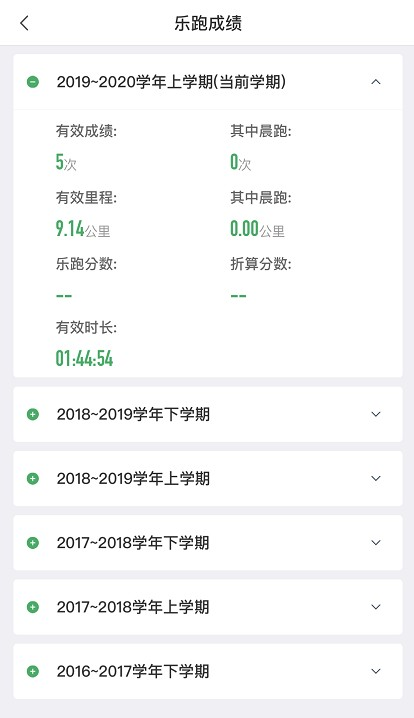 乐跑成绩
2019~2020学年上学期(当前学期)
有效成绩: 其中晨跑:
5次 0次
有效里程: 其中晨跑:
9.14公里 0.00公里
乐跑分数: 折算分数:
-- --
有效时长:
01:44:54
2018~2019学年下学期
2018~2019学年上学期
2017~2018学年下学期
2017~2018学年上学期
2016~2017学年下学期